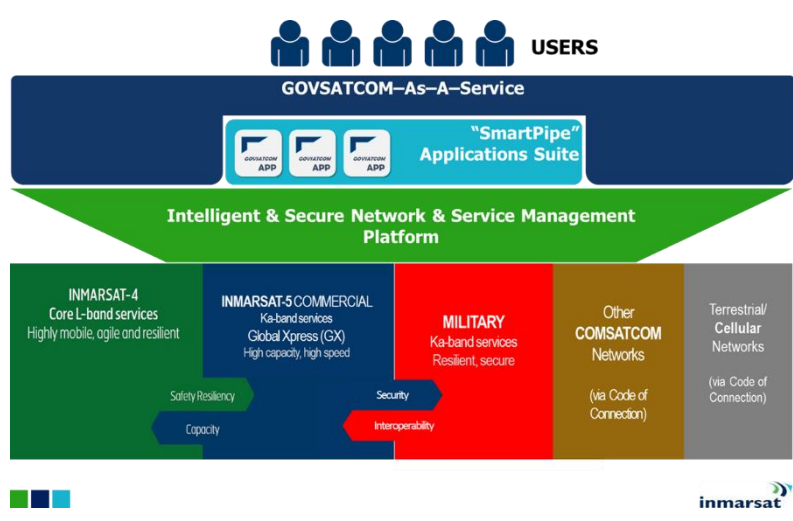 USERS
GOVSATCOM–As–A–Service
"SmartPipe"
Applications Suite
GOVSATCOM
APP
GOVSATCOM
APP
GOVSATCOM
APP
Intelligent & Secure Network & Service Management
Platform
INMARSAT-4
Core L-band services
Highly mobile, agile and resilient
INMARSAT-5 COMMERCIAL
Ka-band services
Global Xpress (GX)
High capacity, high speed
MILITARY
Ka-band services
Resilient, secure
Other
COMSATCOM
Networks
(via Code of
Connection)
Terrestrial/
Cellular
Networks
(via Code of
Connection)
Safety Resiliency
Capacity
Security
Interoperability
inmarsat